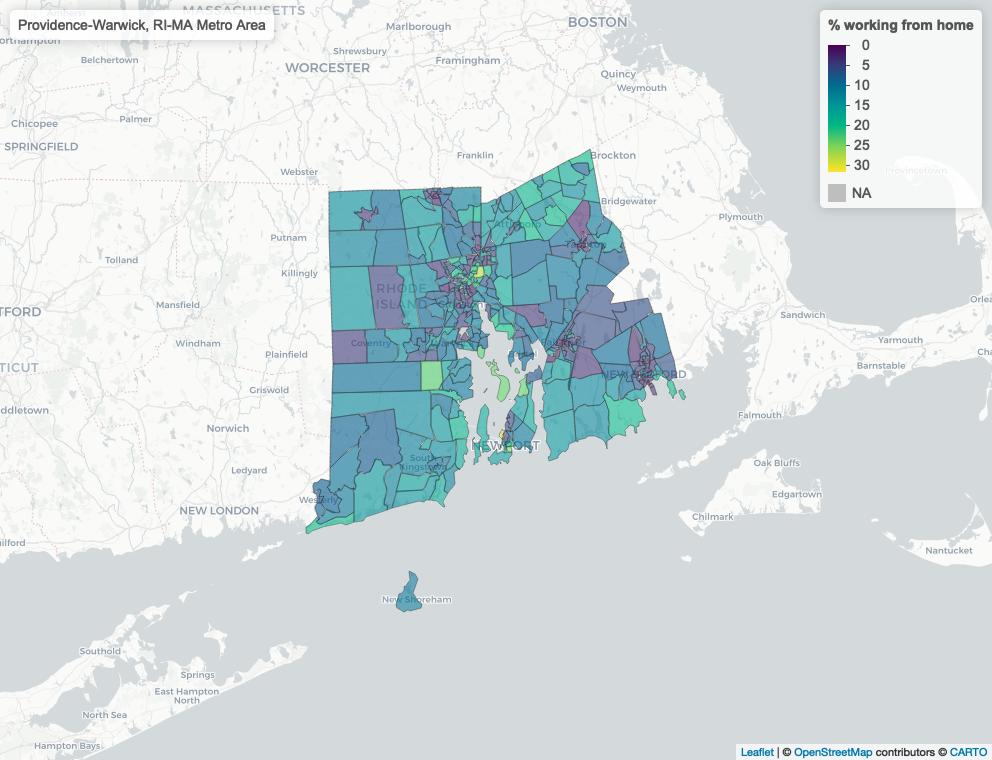 Providence-Warwick, RI-MA Metro Area
MASSACHUSETTS
BOSTON
Marlborough
Belchertown
Shrewsbury
Framingham
WORCESTER
Quincy
Weymouth
Chicopee
Palmer
SPRINGFIELD
Franklin
Brockton
Webster
Bridgewater
Provincetown
Plymouth
Putnam
Tolland
Killingly
RHODE
ISLAND
Mansfield
Windham
Plainfield
Coventry
Sandwich
Yarmouth
Barnstable
NEW BEDFORD
Griswold
Norwich
Falmouth
NEWPORT
South
Kingstown
Ledyard
Oak Bluffs
Edgartown
Westerly
NEW LONDON
Chilmark
Nantucket
New Shoreham
Southold
Springs
East Hampton
North
North Sea
Hampton Bays
% working from home
0
5
10
15
20
25
30
NA
Leaflet | © OpenStreetMap contributors © CARTO